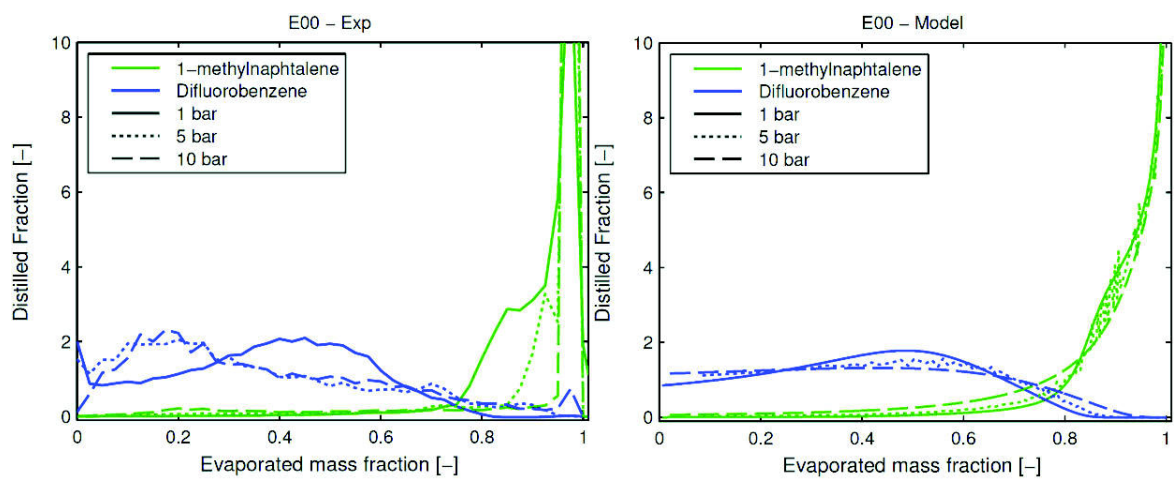 E00 − Exp
10
8
6
4
2
0
Distilled Fraction [−]
1−methylnaphtalene
Difluorobenzene
1 bar
5 bar
10 bar
0
0.2
0.4
0.6
0.8
1
Evaporated mass fraction [−]
E00 − Model
10
8
6
4
2
0
Distilled Fraction [−]
1−methylnaphtalene
Difluorobenzene
1 bar
5 bar
10 bar
0
0.2
0.4
0.6
0.8
1
Evaporated mass fraction [−]